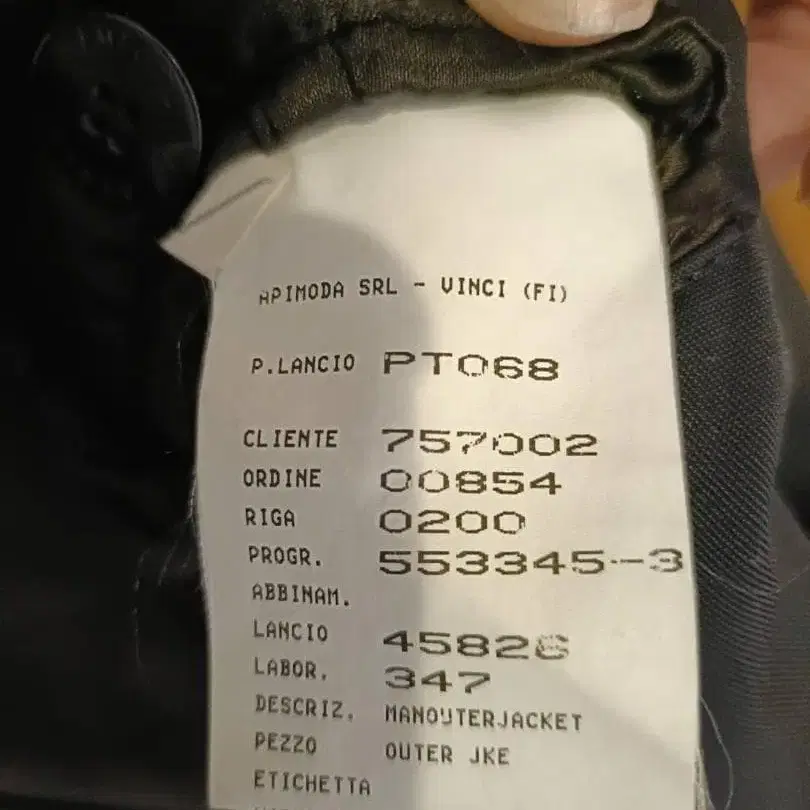 APIMODA SRL - VINCI (FI)
P.LANCIO PT068
CLIENTE 757002
ORDINE 00854
RIGA 0200
PROGR. 553345-3
ABBINAM.
LANCIO 45826
LABOR. 347
DESCRIZ. MANOUTERJACKET
PEZZO OUTER JKE
ETICHETTA